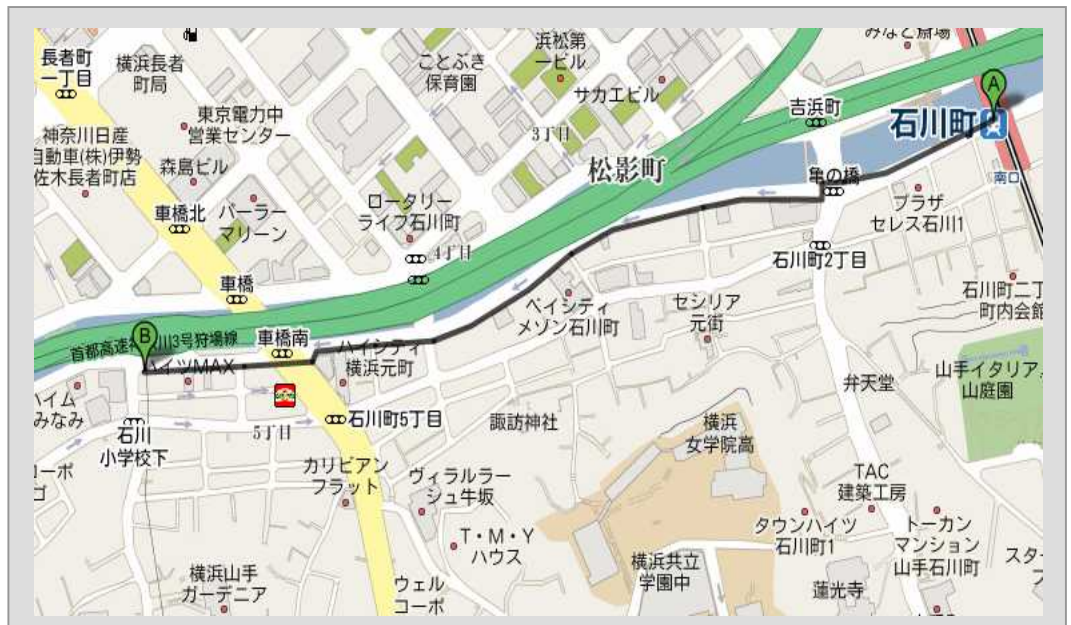 長者町
一丁目
横浜長者
町局
ことぶき
保育園
浜松第
一ビル
みなと斎場
サカエビル
吉浜町
A
石川町
東京電力中
営業センター
神奈川日産
自動車(株)伊勢
佐木長者町店
森島ビル
3丁目
松影町
亀の橋
南口
プラザ
セレス石川1
車橋北
パーラー
マリーン
ロータリー
ライフ石川町
4丁目
石川町2丁目
車橋
ベイシティ
メゾン石川町
セシリア
元街
石川町二丁
町内会館
B
首都高速神
川3号狩場線
車橋南
ハイシティ
横浜元町
ハイツMAX
弁天堂
山手イタリア
山庭園
ハイム
みなみ
石川
小学校下
5丁目
石川町5丁目
諏訪神社
横浜
女学院高
コーポ
ゴ
カリビアン
フラット
ヴィラルラー
シュ牛坂
TAC
建築工房
T・M・Y
ハウス
タウンハイツ
石川町1
トーカン
マンション
山手石川町
横浜山手
ガーデニア
ウェル
コーポ
横浜共立
学園中
蓮光寺